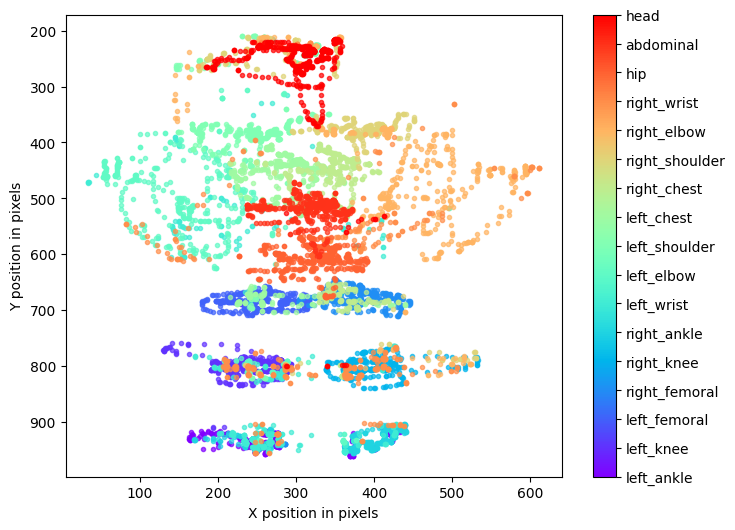 200
300
400
500
600
700
800
900
Y position in pixels
100 200 300 400 500 600
X position in pixels
head
abdominal
hip
right_wrist
right_elbow
right_shoulder
right_chest
left_chest
left_shoulder
left_elbow
left_wrist
right_ankle
right_knee
right_femoral
left_femoral
left_knee
left_ankle